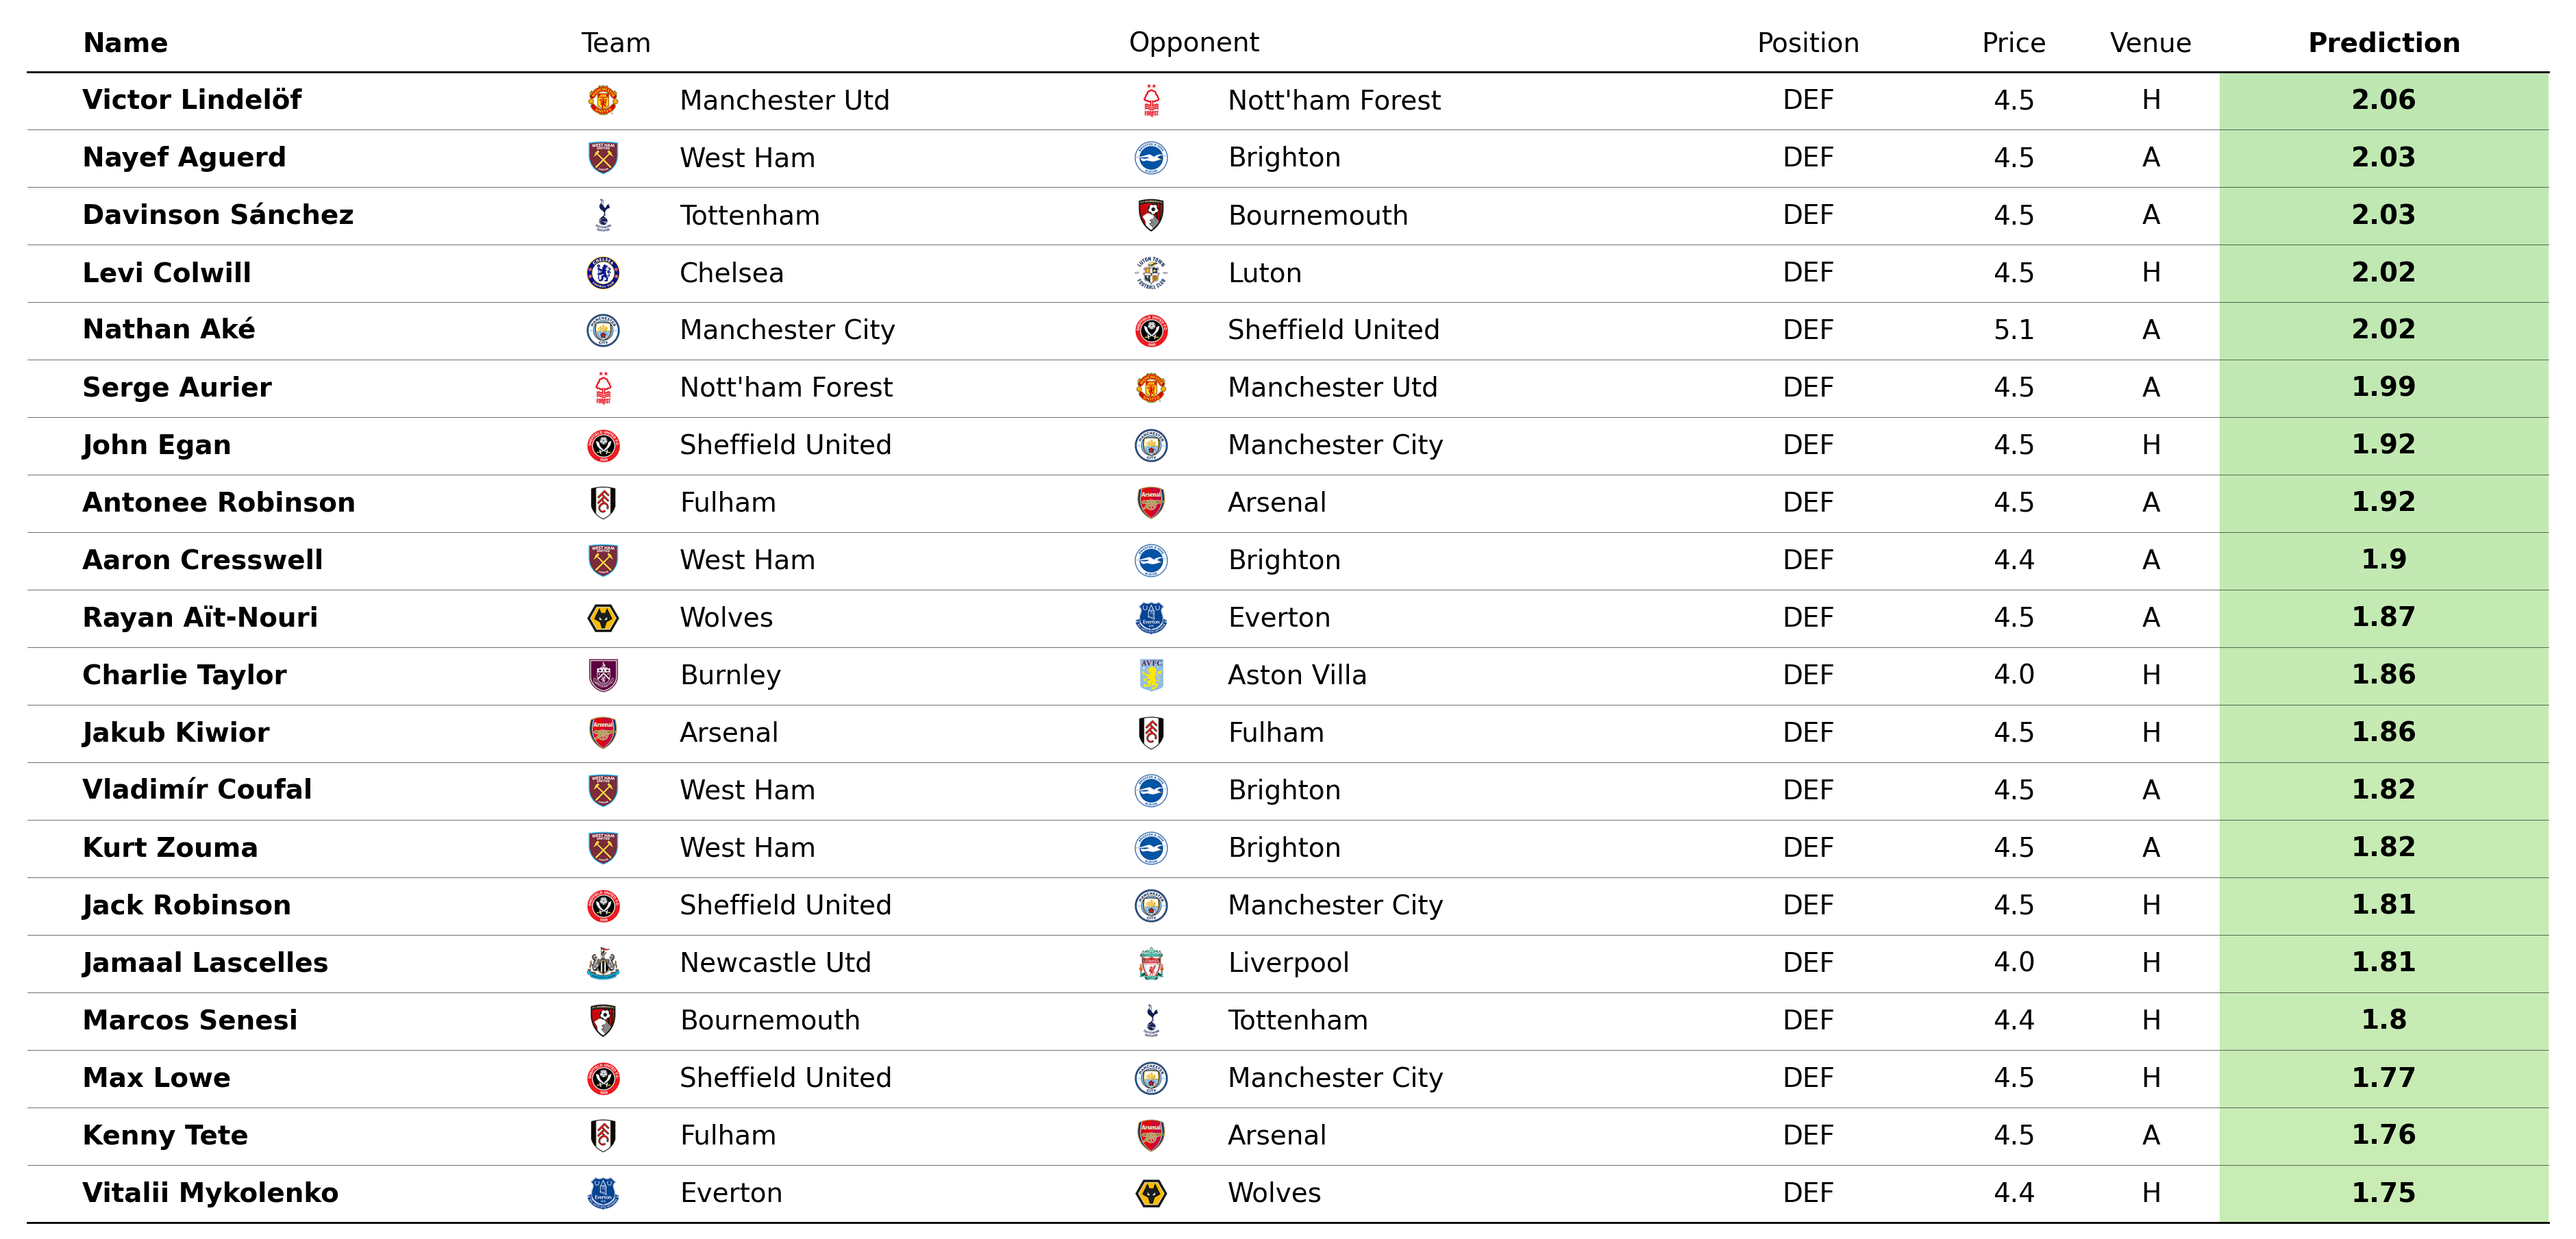 Name Team Opponent Position Price Venue Prediction
Victor Lindelöf Manchester Utd Nott'ham Forest DEF 4.5 H 2.06
Nayef Aguerd West Ham Brighton DEF 4.5 A 2.03
Davinson Sánchez Tottenham Bournemouth DEF 4.5 A 2.03
Levi Colwill Chelsea Luton DEF 4.5 H 2.02
Nathan Aké Manchester City Sheffield United DEF 5.1 A 2.02
Serge Aurier Nott'ham Forest Manchester Utd DEF 4.5 A 1.99
John Egan Sheffield United Manchester City DEF 4.5 H 1.92
Antonee Robinson Fulham Arsenal DEF 4.5 A 1.92
Aaron Cresswell West Ham Brighton DEF 4.4 A 1.9
Rayan Aït-Nouri Wolves Everton DEF 4.5 A 1.87
Charlie Taylor Burnley Aston Villa DEF 4.0 H 1.86
Jakub Kiwior Arsenal Fulham DEF 4.5 H 1.86
Vladimír Coufal West Ham Brighton DEF 4.5 A 1.82
Kurt Zouma West Ham Brighton DEF 4.5 A 1.82
Jack Robinson Sheffield United Manchester City DEF 4.5 H 1.81
Jamaal Lascelles Newcastle Utd Liverpool DEF 4.0 H 1.81
Marcos Senesi Bournemouth Tottenham DEF 4.4 H 1.8
Max Lowe Sheffield United Manchester City DEF 4.5 H 1.77
Kenny Tete Fulham Arsenal DEF 4.5 A 1.76
Vitalii Mykolenko Everton Wolves DEF 4.4 H 1.75